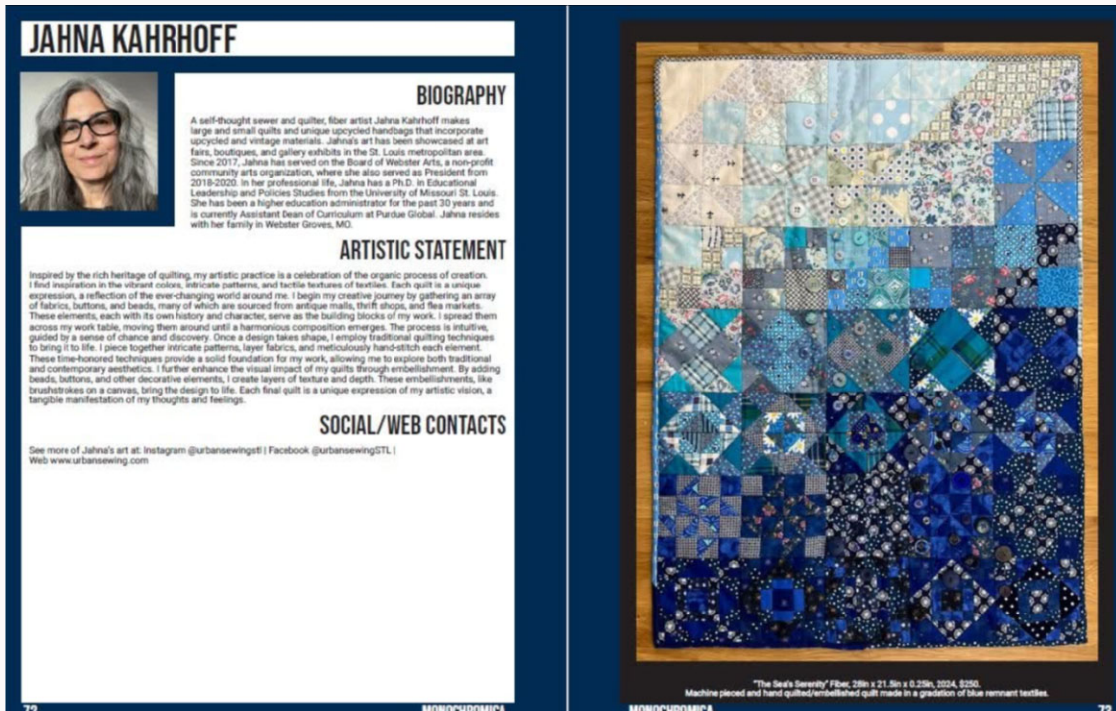 JAHNA KAHRHOFF
BIOGRAPHY
A self-thought sewer and quilter, fiber artist Jahna Kahrhoff makes
large and small quilts and unique upcycled handbags that incorporate
upcycled and vintage materials. Jahna's art has been showcased at art
fairs, boutiques, and gallery exhibits in the St. Louis metropolitan area.
Since 2017, Jahna has served on the Board of Webster Arts, a non-profit
community arts organization, where she also served as President from
2018-2020. In her professional life, Jahna has a Ph.D. in Educational
Leadership and Policies Studies from the University of Missouri St. Louis.
She has been a higher education administrator for the past 30 years and
is currently Assistant Dean of Curriculum at Purdue Global. Jahna resides
with her family in Webster Groves, MO.
ARTISTIC STATEMENT
Inspired by the rich heritage of quilting, my artistic practice is a celebration of the organic process of creation.
I find inspiration in the vibrant colors, intricate patterns, and tactile textures of textiles. Each quilt is a unique
expression, a reflection of the ever-changing world around me. I begin my creative journey by gathering an array
of fabrics, buttons, and beads, many of which are sourced from antique malls, thrift shops, and flea markets.
These elements, each with its own history and character, serve as the building blocks of my work. I spread them
across my work table, moving them around until a harmonious composition emerges. The process is intuitive,
guided by a sense of chance and discovery. Once a design takes shape, I employ traditional quilting techniques
to bring it to life. I piece together intricate patterns, layer fabrics, and meticulously hand-stitch each element.
These time-honored techniques provide a solid foundation for my work, allowing me to explore both traditional
and contemporary aesthetics. I further enhance the visual impact of my quilts through embellishment. By adding
beads, buttons, and other decorative elements, I create layers of texture and depth. These embellishments, like
brushstrokes on a canvas, bring the design to life. Each final quilt is a unique expression of my artistic vision, a
tangible manifestation of my thoughts and feelings.
SOCIAL/WEB CONTACTS
See more of Jahna's art at: Instagram @urbansewingstl | Facebook @urbansewingSTL |
Web www.urbansewing.com
72
MONOCHROMICA
"The Sea's Serenity" Fiber, 28in x 21.5in x 0.25in, 2024, $250.
Machine pieced and hand quilted/embellished quilt made in a gradation of blue remnant textiles.
MONOCHROMICA
73